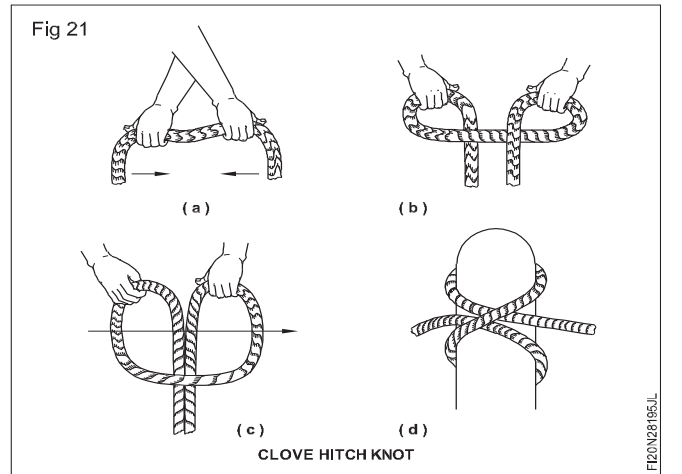 Fig 21
( a )
( b )
( c )
( d )
CLOVE HITCH KNOT
FI20N28195JL